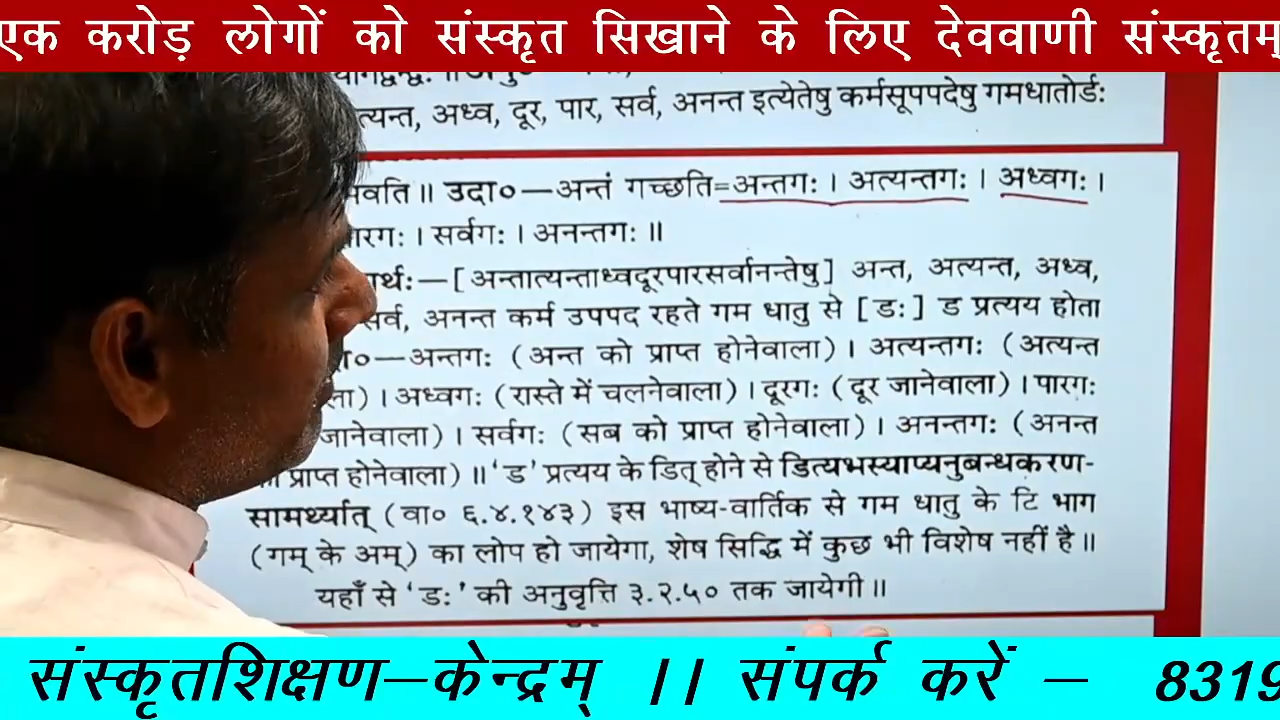 एक करोड़ लोगों को संस्कृत सिखाने के लिए देववाणी संस्कृतम्
त्यन्त, अध्व, दूर, पार, सर्व, अनन्त इत्येतेषु कर्मसूपपदेषु गमधातोर्डः
भवति ॥ उदा०—अन्तं गच्छति=अन्तगः । अत्यन्तगः । अध्वगः ।
पारगः । सर्वगः । अनन्तगः ॥
र्थः—[अन्तात्यन्ताध्वदूरपारसर्वानन्तेषु] अन्त, अत्यन्त, अध्व,
सर्व, अनन्त कर्म उपपद रहते गम धातु से [डः] ड प्रत्यय होता
०—अन्तगः (अन्त को प्राप्त होनेवाला) । अत्यन्तगः (अत्यन्त
ला) । अध्वगः (रास्ते में चलनेवाला) । दूरगः (दूर जानेवाला) । पारगः
जानेवाला) । सर्वगः (सब को प्राप्त होनेवाला) । अनन्तगः (अनन्त
प्राप्त होनेवाला) ॥ 'ड' प्रत्यय के डित् होने से डित्यभस्याप्यनुबन्धकरण-
सामर्थ्यात् (वा० ६.४.१४३) इस भाष्य-वार्तिक से गम धातु के टि भाग
(गम् के अम्) का लोप हो जायेगा, शेष सिद्धि में कुछ भी विशेष नहीं है ॥
यहाँ से 'डः' की अनुवृत्ति ३.२.५० तक जायेगी ॥
संस्कृतशिक्षण–केन्द्रम् || संपर्क करें – 8319